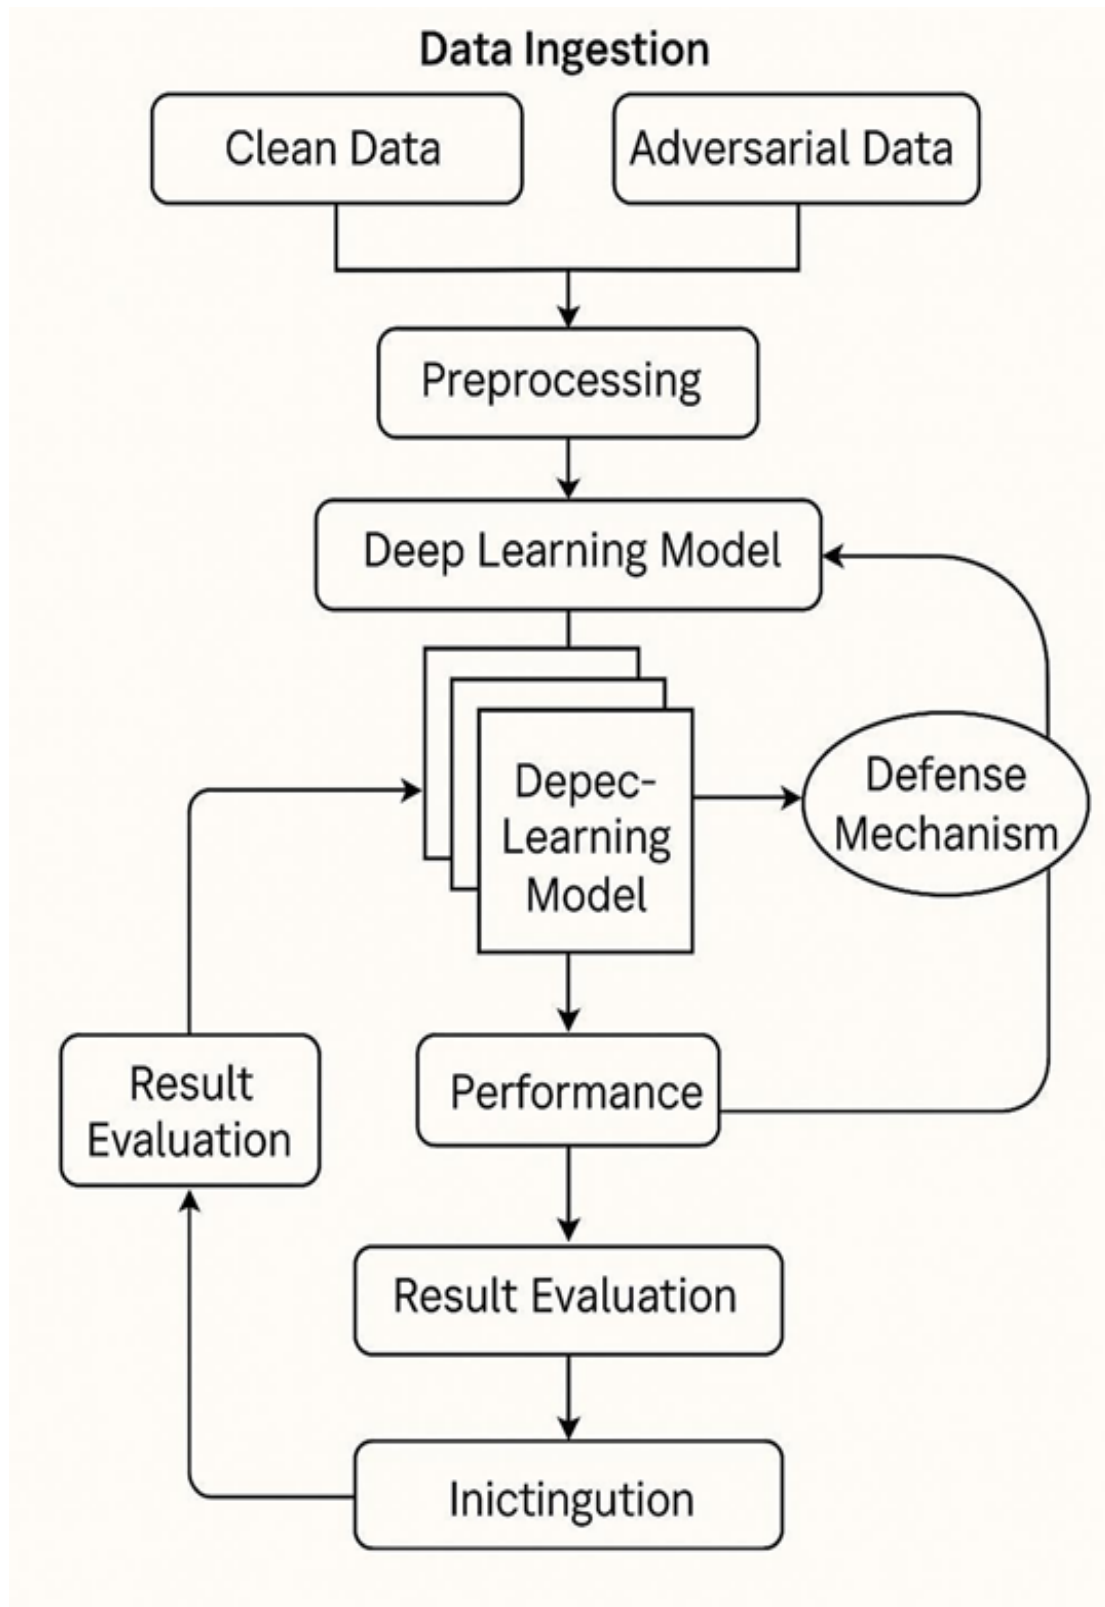 Data Ingestion
Clean Data
Adversarial Data
Preprocessing
Deep Learning Model
Depec-
Learning
Model
Defense
Mechanism
Result
Evaluation
Performance
Result Evaluation
Inictingution